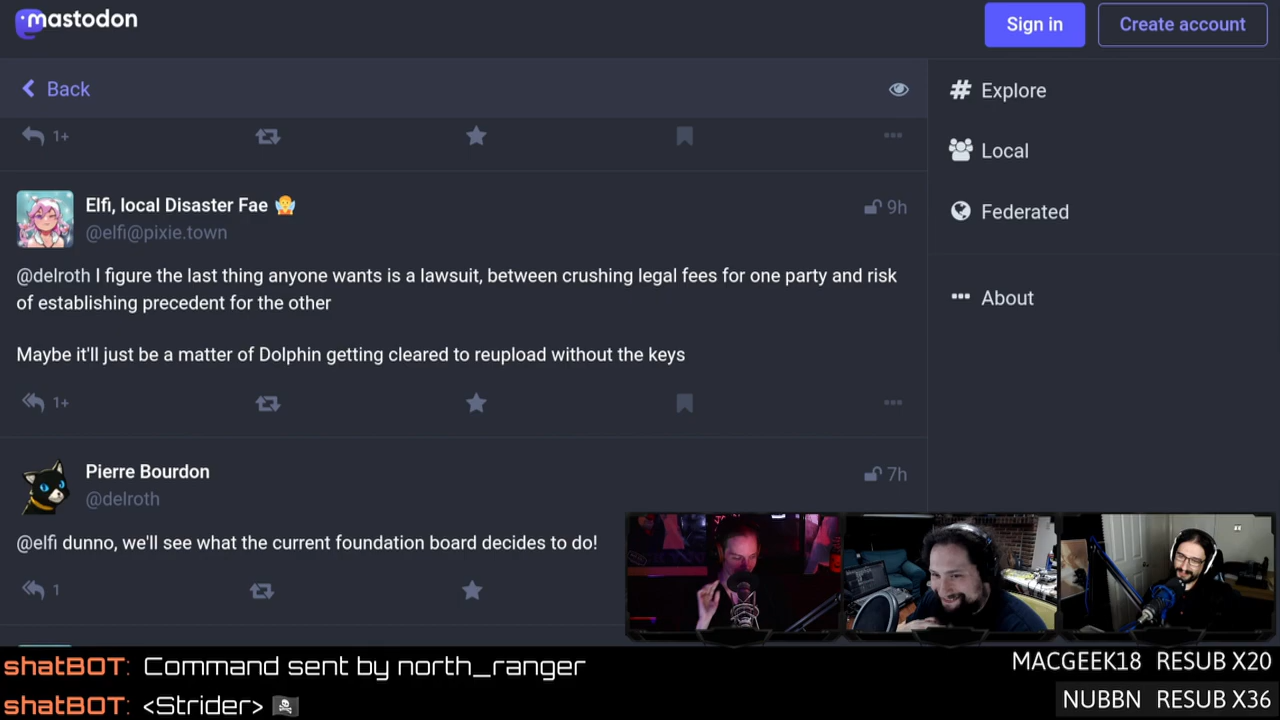 mastodon
Sign in
Create account
Back
1+
Elfi, local Disaster Fae
@elfi@pixie.town
9h
@delroth I figure the last thing anyone wants is a lawsuit, between crushing legal fees for one party and risk
of establishing precedent for the other
Maybe it'll just be a matter of Dolphin getting cleared to reupload without the keys
1+
Pierre Bourdon
@delroth
7h
@elfi dunno, we'll see what the current foundation board decides to do!
1
Explore
Local
Federated
About
shatBOT: Command sent by north_ranger
shatBOT: <Strider> 🏴‍☠️
MACGEEK18 RESUB X20
NUBBN RESUB X36